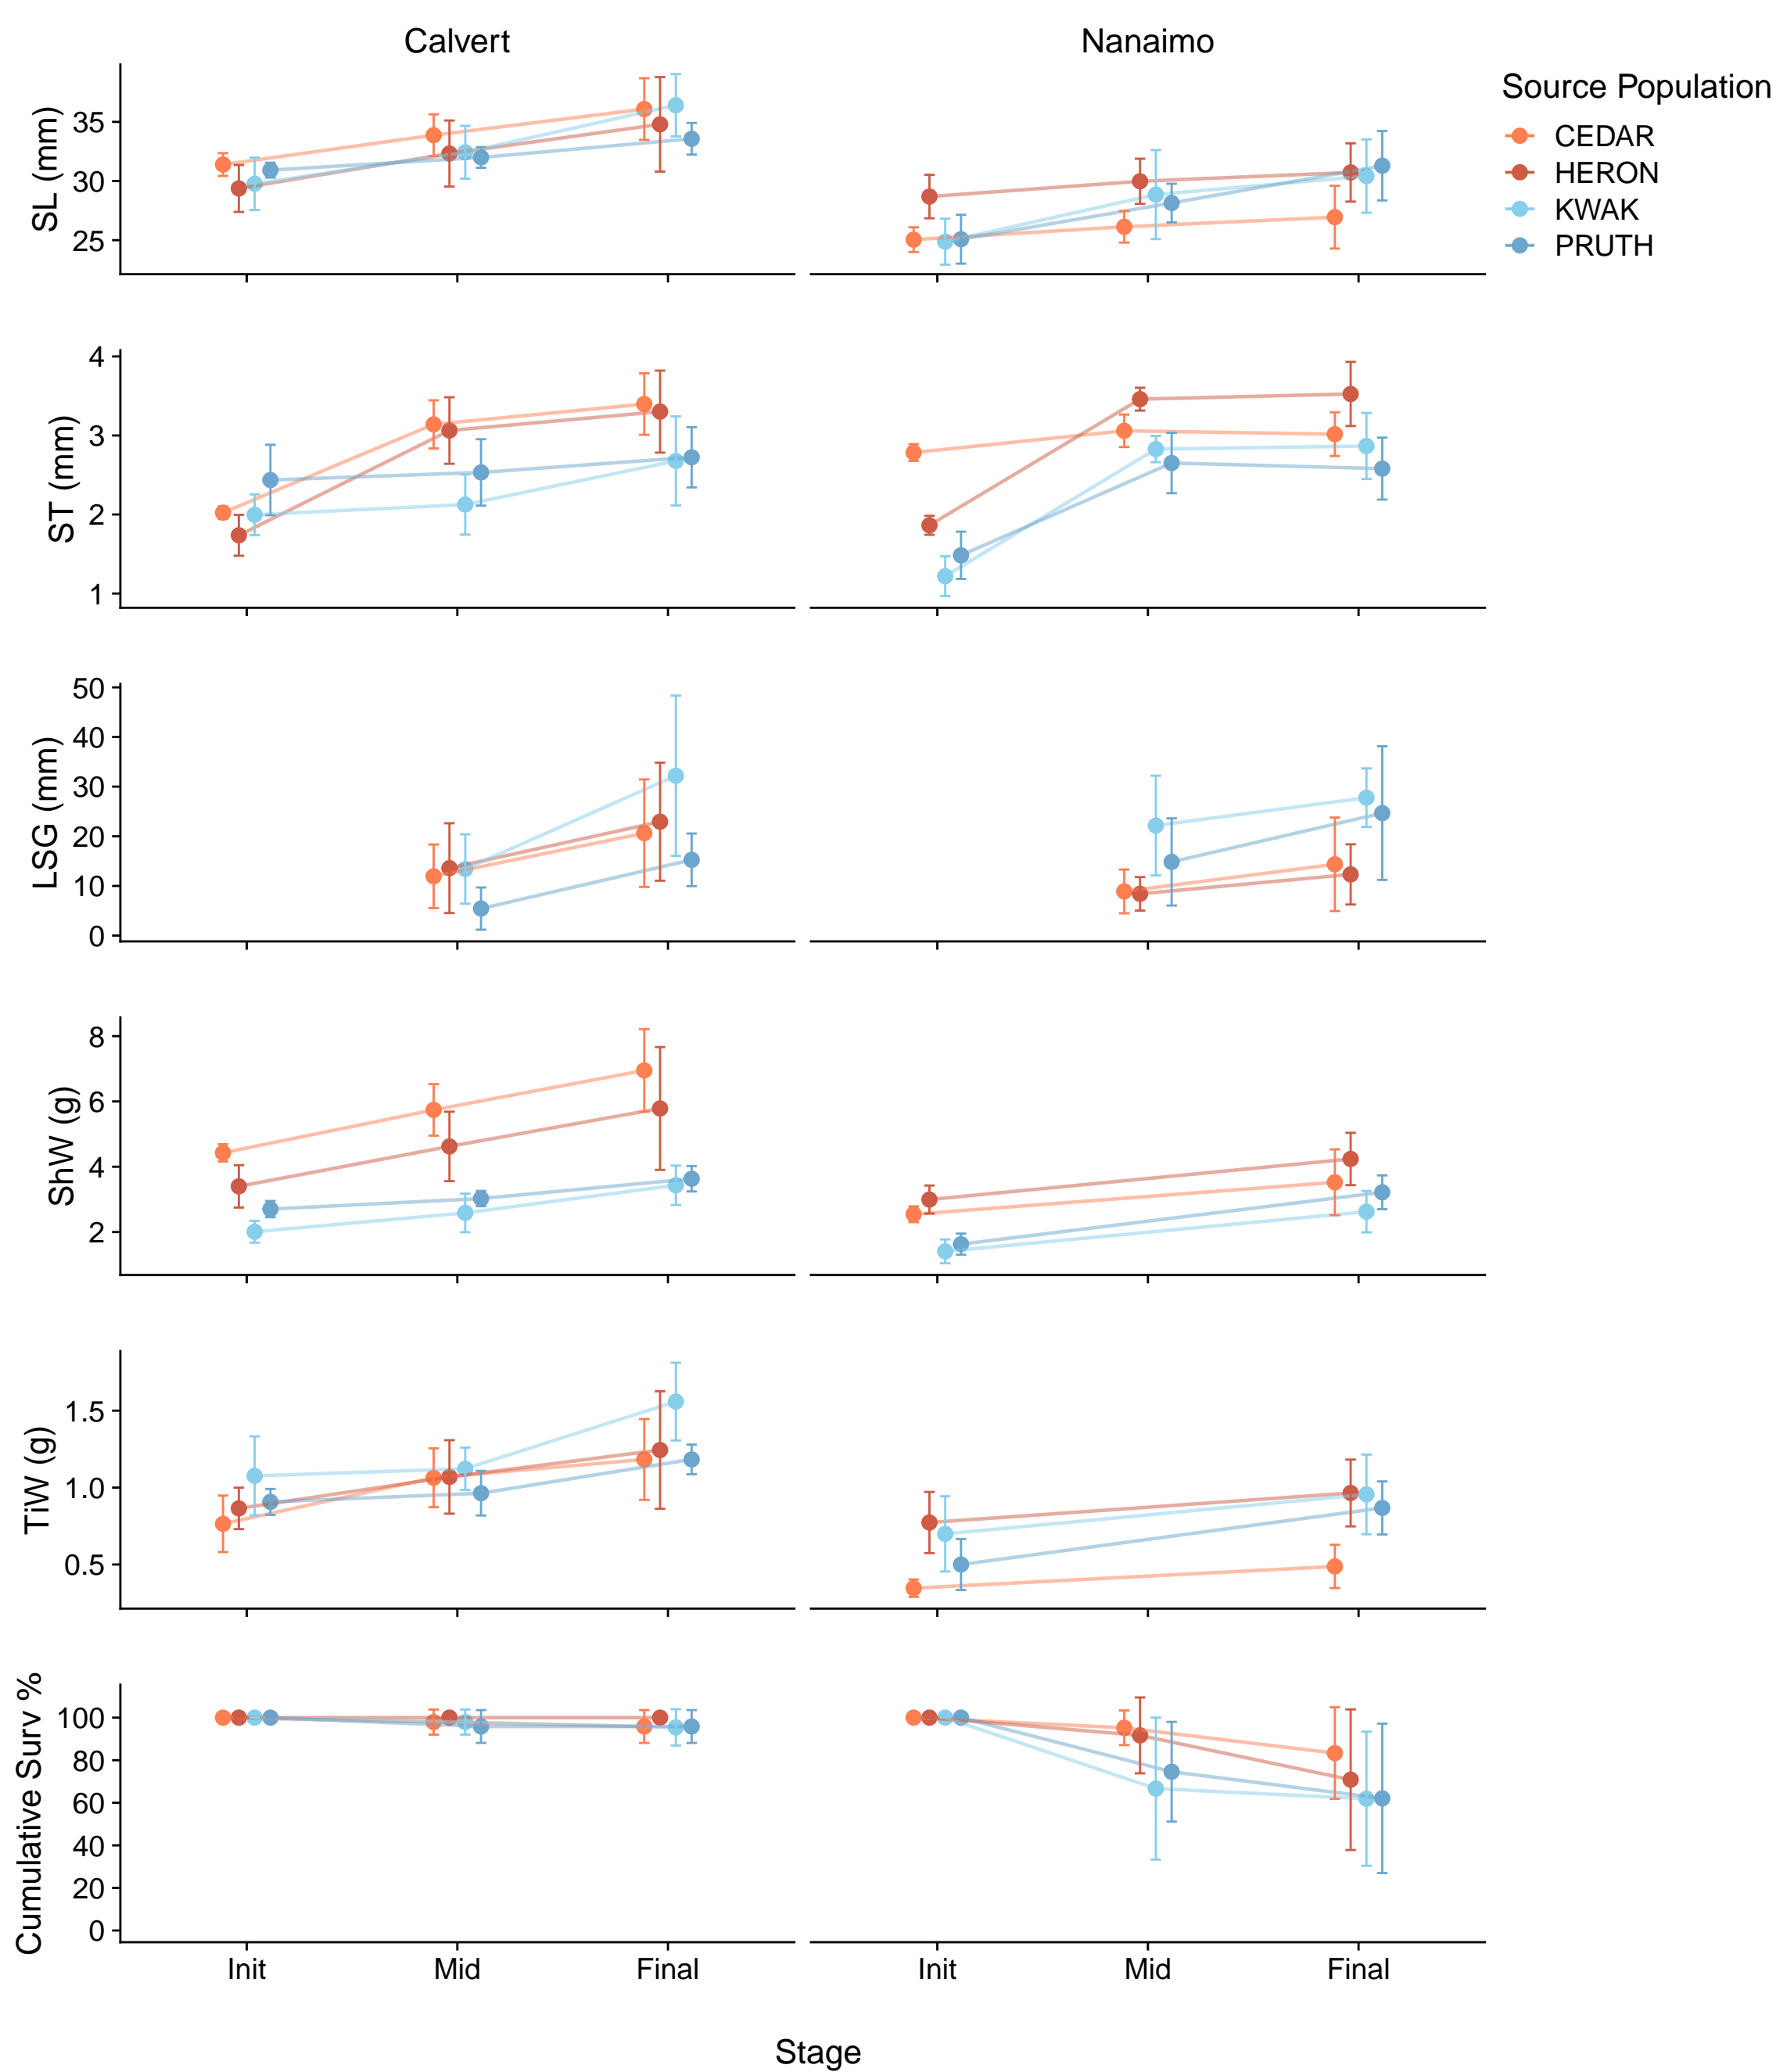 Calvert
Nanaimo
Source Population
CEDAR
HERON
KWAK
PRUTH
SL (mm)
35
30
25
ST (mm)
4
3
2
1
LSG (mm)
50
40
30
20
10
0
ShW (g)
8
6
4
2
TiW (g)
1.5
1.0
0.5
Cumulative Surv %
100
80
60
40
20
0
Init Mid Final
Init Mid Final
Stage